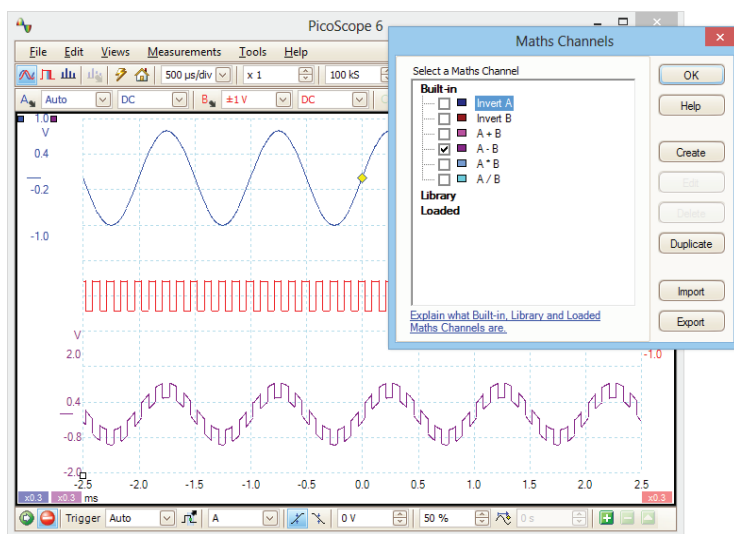 PicoScope 6
File Edit Views Measurements Tools Help
500 µs/div x 1 100 kS
A Auto DC B ±1 V DC
1.0
V
0.4
-0.2
-1.0
V
2.0
0.4
-0.8
-2.0
-1.0
-2.5 -2.0 -1.5 -1.0 -0.5 0.0 0.5 1.0 1.5 2.0 2.5
x0.3 x0.3 ms x0.3
Trigger Auto A 0 V 50 % 0 s
Maths Channels
Select a Maths Channel
Built-in
Invert A
Invert B
A + B
A - B
A * B
A / B
Library
Loaded
Explain what Built-in, Library and Loaded
Maths Channels are.
OK
Help
Create
Edit
Delete
Duplicate
Import
Export